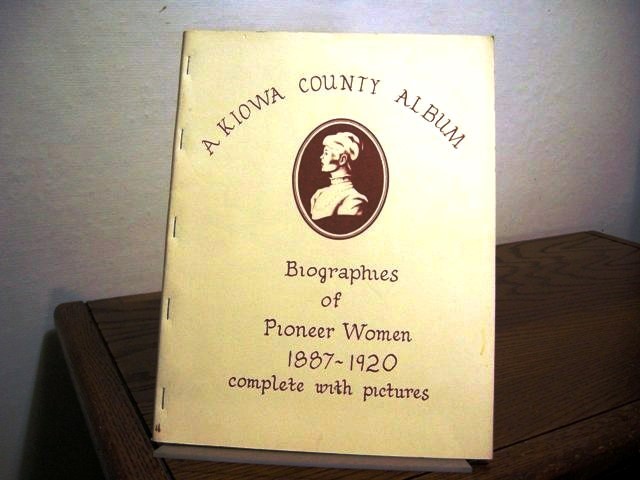 A KIOWA COUNTY ALBUM
Biographies
of
Pioneer Women
1887~1920
complete with pictures